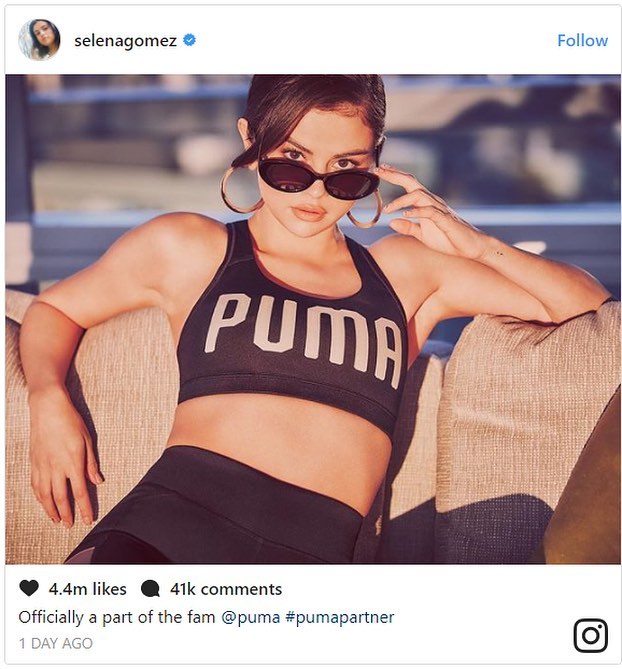 selenagomez
Follow
PUMA
4.4m likes 41k comments
Officially a part of the fam @puma #pumapartner
1 DAY AGO